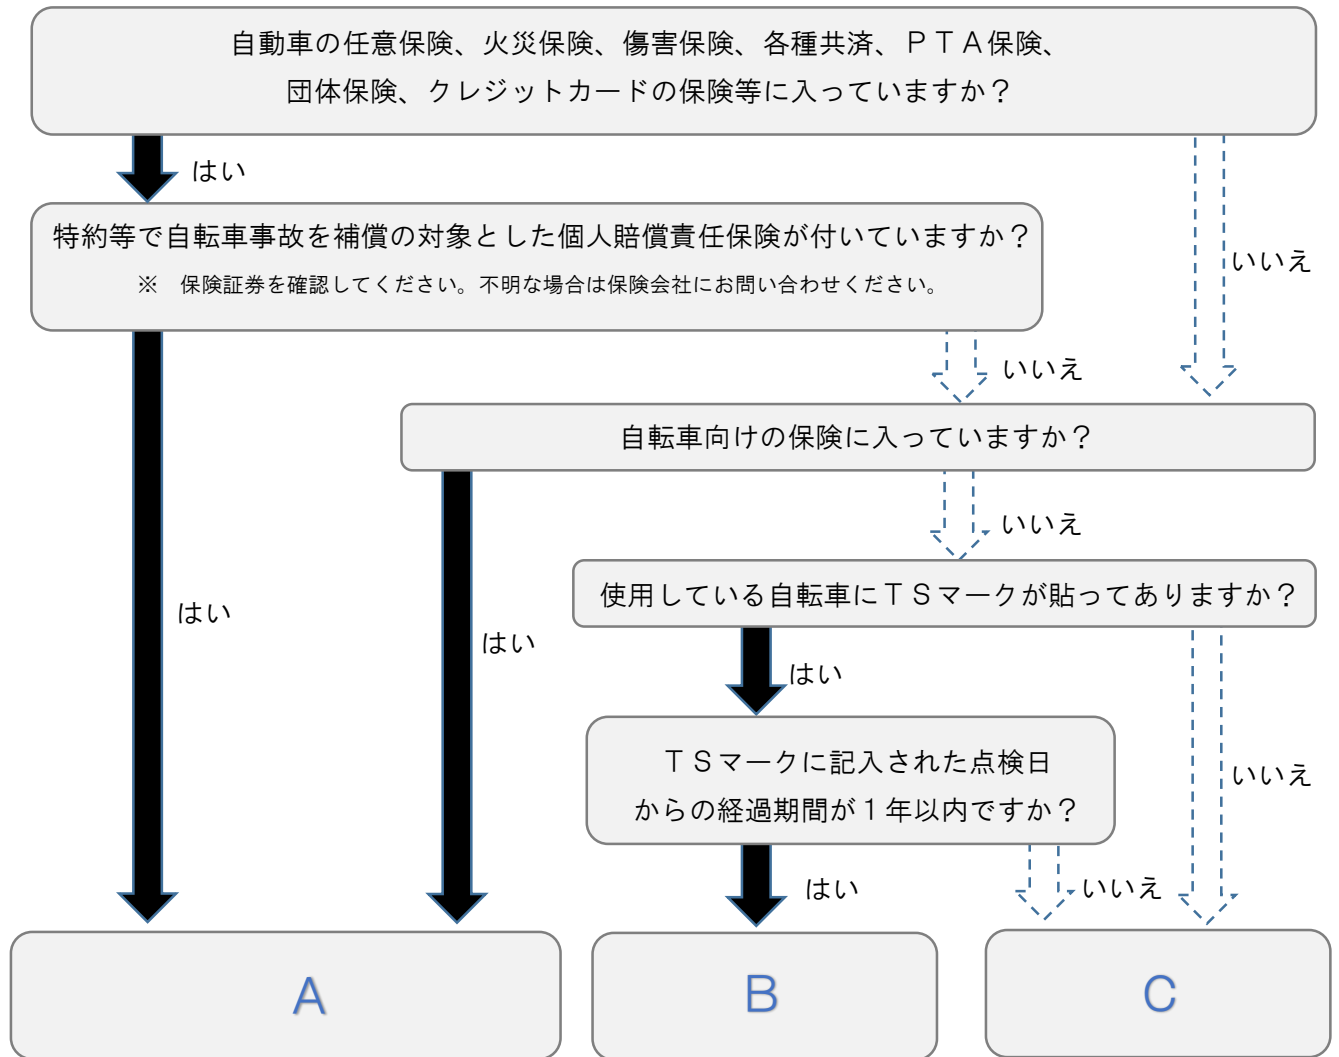 自動車の任意保険、火災保険、傷害保険、各種共済、ＰＴＡ保険、
団体保険、クレジットカードの保険等に入っていますか？
はい
特約等で自転車事故を補償の対象とした個人賠償責任保険が付いていますか？
※　保険証券を確認してください。不明な場合は保険会社にお問い合わせください。
いいえ
いいえ
自転車向けの保険に入っていますか？
いいえ
使用している自転車にＴＳマークが貼ってありますか？
はい
はい
はい
ＴＳマークに記入された点検日
からの経過期間が１年以内ですか？
いいえ
はい
いいえ
A
B
C